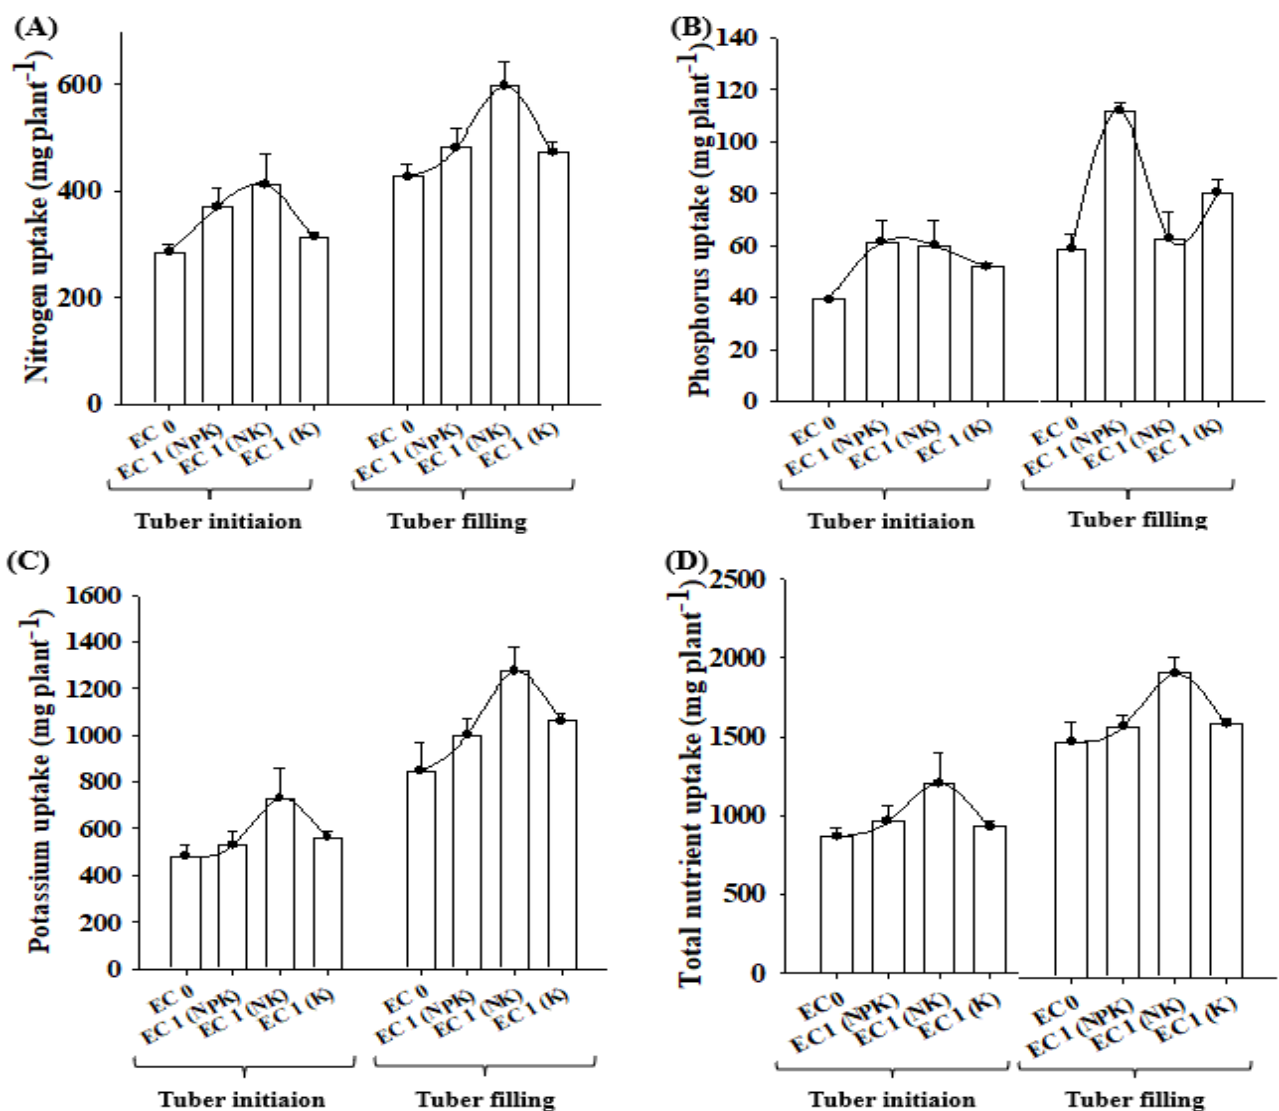 (A)
Nitrogen uptake (mg plant-1)
600
400
200
0
EC 0
EC 1 (NpK)
EC 1 (NK)
EC 1 (K)
EC 0
EC 1 (NpK)
EC 1 (NK)
EC 1 (K)
Tuber initiaion
Tuber filling
(B)
Phosphorus uptake (mg plant-1)
140
120
100
80
60
40
20
0
EC 0
EC 1 (NpK)
EC 1 (NK)
EC 1 (K)
EC 0
EC 1 (NpK)
EC 1 (NK)
EC 1 (K)
Tuber initiaion
Tuber filling
(C)
Potassium uptake (mg plant-1)
1600
1400
1200
1000
800
600
400
200
0
EC 0
EC 1 (NpK)
EC 1 (NK)
EC 1 (K)
EC 0
EC 1 (NpK)
EC 1 (NK)
EC 1 (K)
Tuber initiaion
Tuber filling
(D)
Total nutrient uptake (mg plant-1)
2500
2000
1500
1000
500
0
EC0
EC1 (NPK)
EC 1 (NK)
EC1 (K)
EC0
EC1 (NPK)
EC 1 (NK)
EC1 (K)
Tuber initiaion
Tuber filling